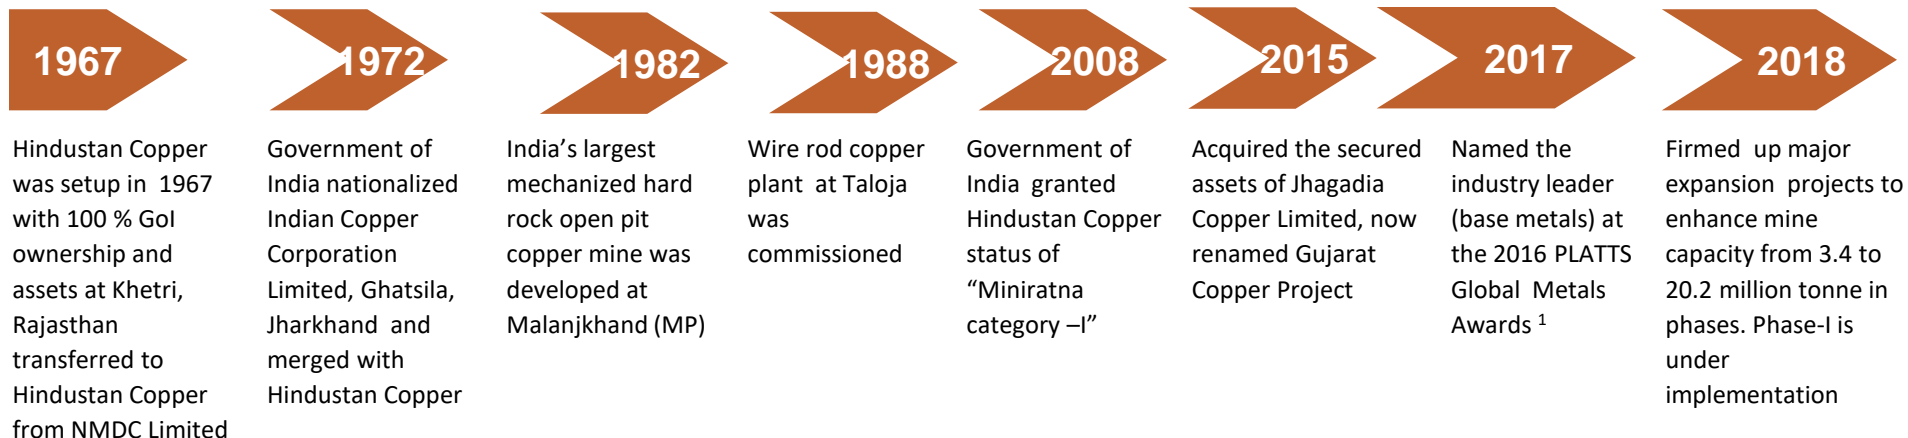 1967
Hindustan Copper
was setup in 1967
with 100 % GoI
ownership and
assets at Khetri,
Rajasthan
transferred to
Hindustan Copper
from NMDC Limited
1972
Government of
India nationalized
Indian Copper
Corporation
Limited, Ghatsila,
Jharkhand and
merged with
Hindustan Copper
1982
India’s largest
mechanized hard
rock open pit
copper mine was
developed at
Malanjkhand (MP)
1988
Wire rod copper
plant at Taloja
was
commissioned
2008
Government of
India granted
Hindustan Copper
status of
“Miniratna
category –I”
2015
Acquired the secured
assets of Jhagadia
Copper Limited, now
renamed Gujarat
Copper Project
2017
Named the
industry leader
(base metals) at
the 2016 PLATTS
Global Metals
Awards 1
2018
Firmed up major
expansion projects to
enhance mine
capacity from 3.4 to
20.2 million tonne in
phases. Phase-I is
under
implementation